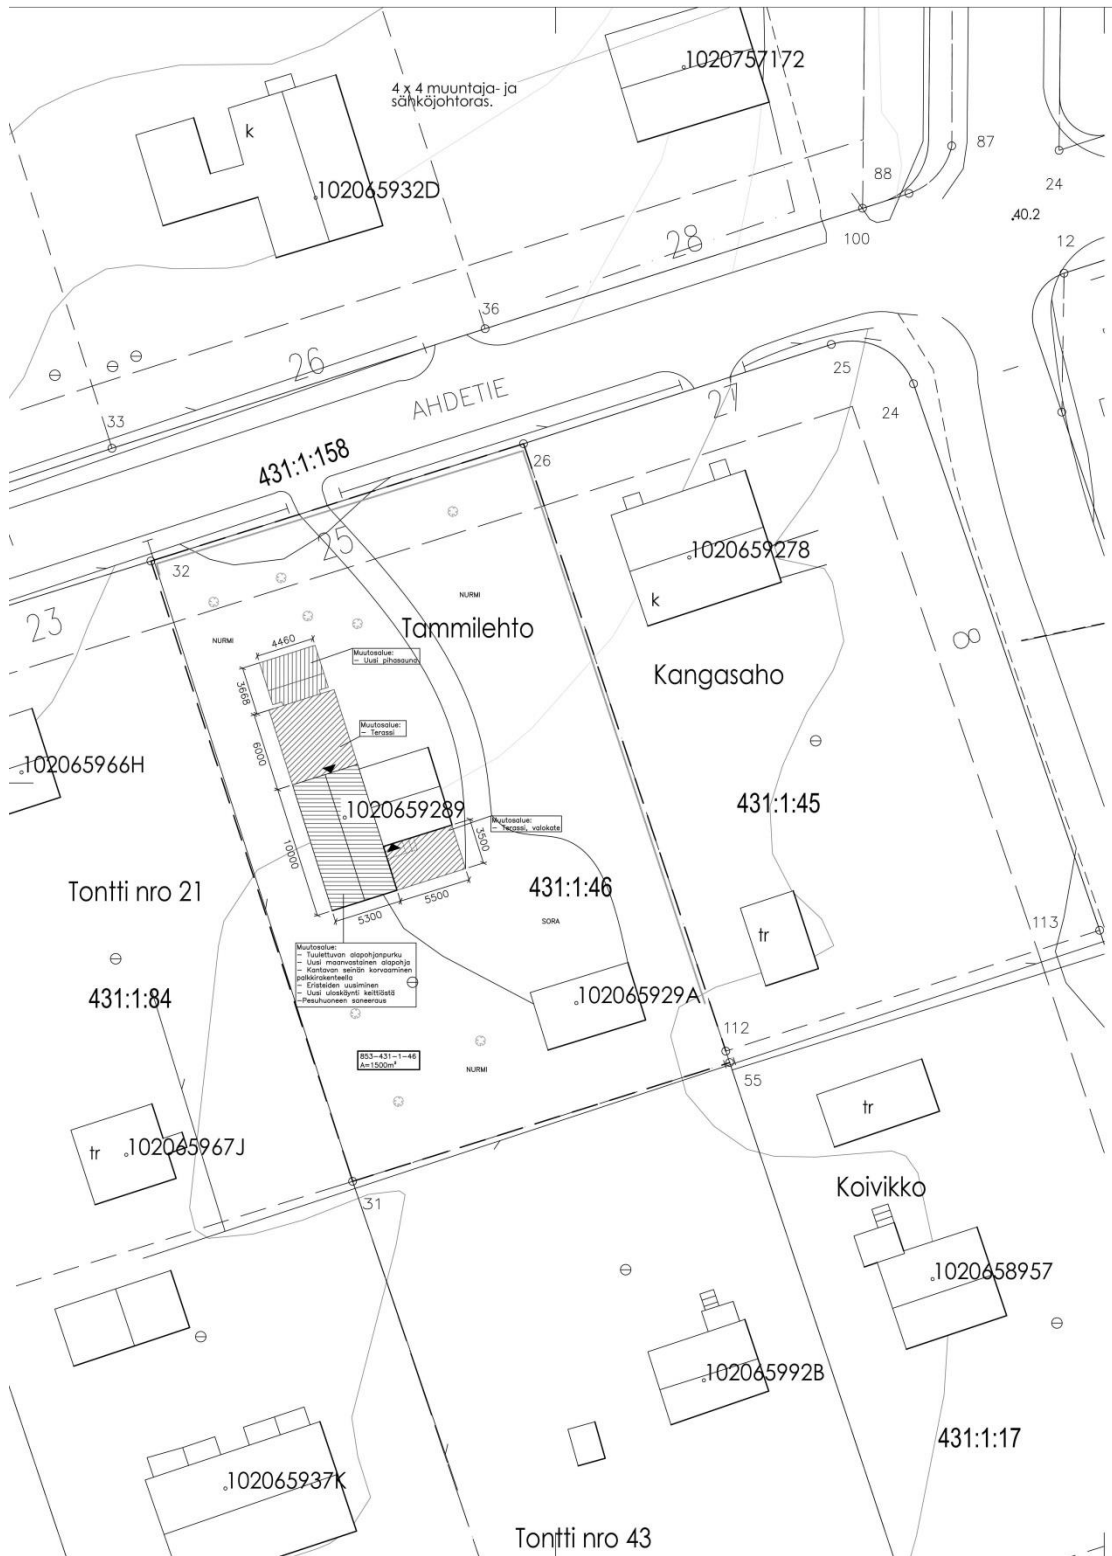 1020757172
4 x 4 muuntaja- ja
sähköjohtoras.
k
102065932D
87
88
24
40.2
100
28
12
36
26
25
AHDETIE
27
24
33
431:1:158
26
25
1020659278
32
NURMI
k
23
Tammilehto
8
NURMI
4460
Muutosalue:
- Uusi pihasauna
Kangasaho
3668
Muutosalue:
- Terassi
6000
102065966H
1020659289
431:1:45
Muutosalue:
- Terassi, valokate
3500
10000
Tontti nro 21
431:1:46
5500
5300
SORA
tr
113
Muutosalue:
- Tuulettuvan alapohjanpurku
- Uusi maanvastainen alapohja
- Kantavan seinän korvaaminen
palkkirakenteella
- Eristeiden uusiminen
- Uusi uloskäynti keittiöstä
-Pesuhuoneen saneeraus
431:1:84
102065929A
112
853-431-1-46
A=1500m²
NURMI
55
tr
tr
102065967J
Koivikko
31
1020658957
102065992B
431:1:17
102065937K
Tontti nro 43